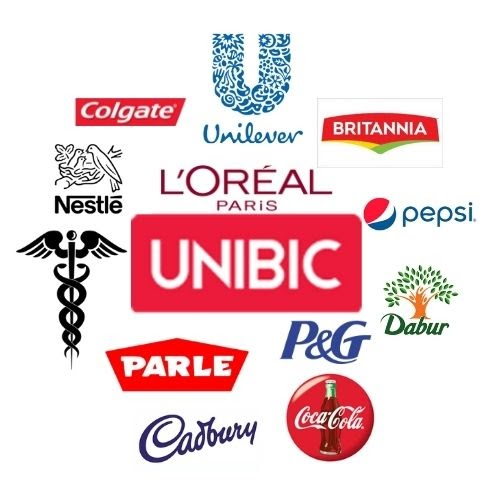 Unilever
Colgate
BRITANNIA
Nestlé
L'ORÉAL
PARIS
pepsi
UNIBIC
Dabur
P&G
PARLE
Coca-Cola
Cadbury